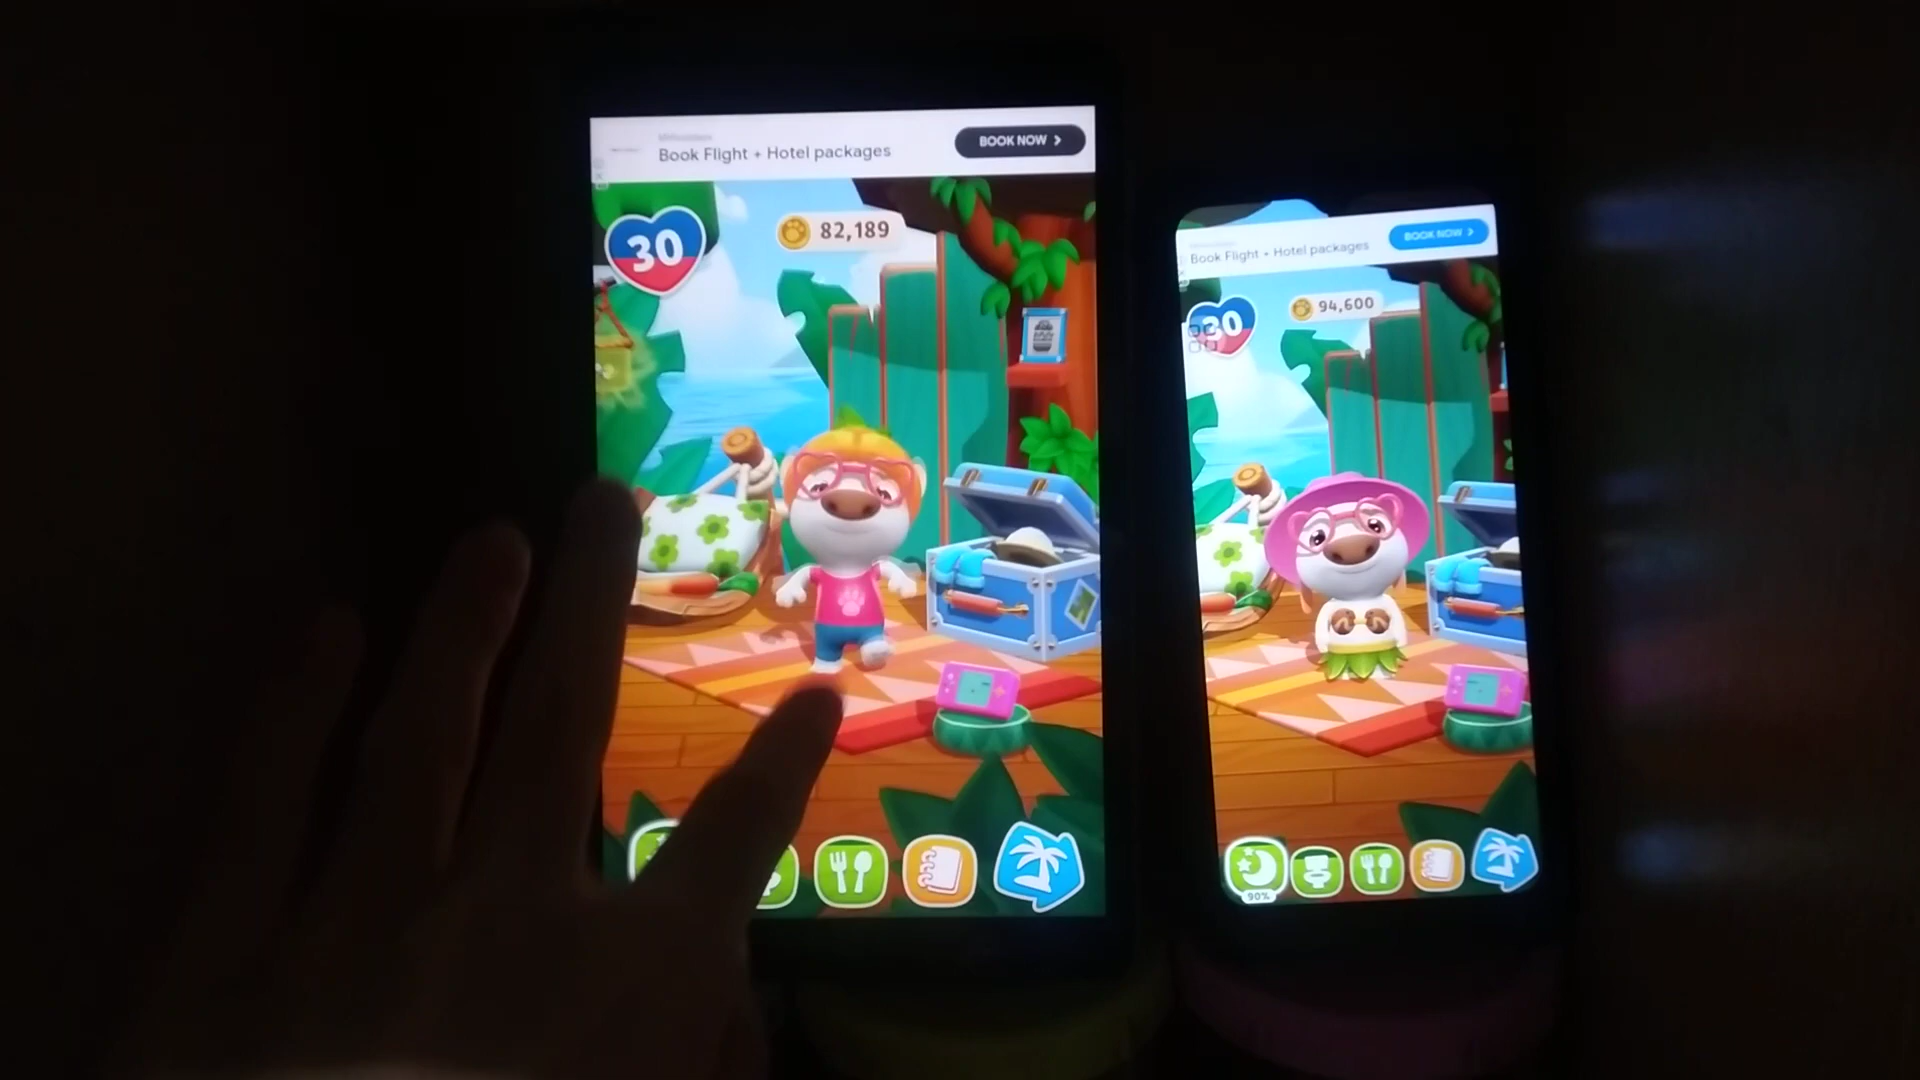 Book Flight + Hotel packages
BOOK NOW
30
82,189
Book Flight + Hotel packages
BOOK NOW
30
94,600
90%